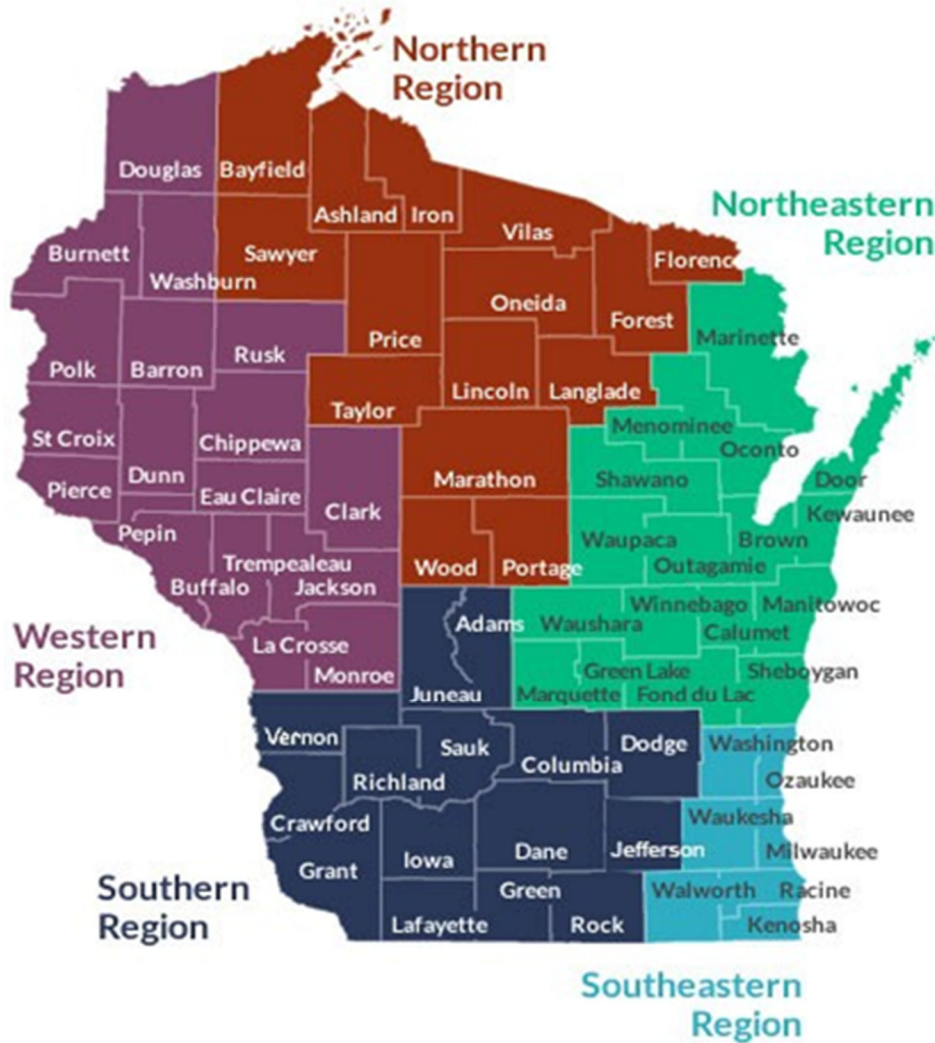 Northern
Region
Douglas
Bayfield
Ashland
Iron
Vilas
Northeastern
Region
Burnett
Washburn
Sawyer
Florenc
Oneida
Forest
Marinette
Price
Rusk
Polk
Barron
Lincoln
Langlade
Taylor
Menominee
St Croix
Chippewa
Oconto
Dunn
Marathon
Shawano
Door
Pierce
Eau Claire
Clark
Kewaunee
Pepin
Waupaca
Brown
Trempealeau
Wood
Portage
Outagamie
Buffalo
Jackson
Winnebago
Manitowoc
Adams
Waushara
Calumet
Western
Region
La Crosse
Monroe
Juneau
Green Lake
Sheboygan
Marquette
Fond du Lac
Vernon
Sauk
Dodge
Washington
Columbia
Richland
Ozaukee
Crawford
Waukesha
Grant
Iowa
Dane
Jefferson
Milwaukee
Southern
Region
Green
Walworth
Racine
Lafayette
Rock
Kenosha
Southeastern
Region